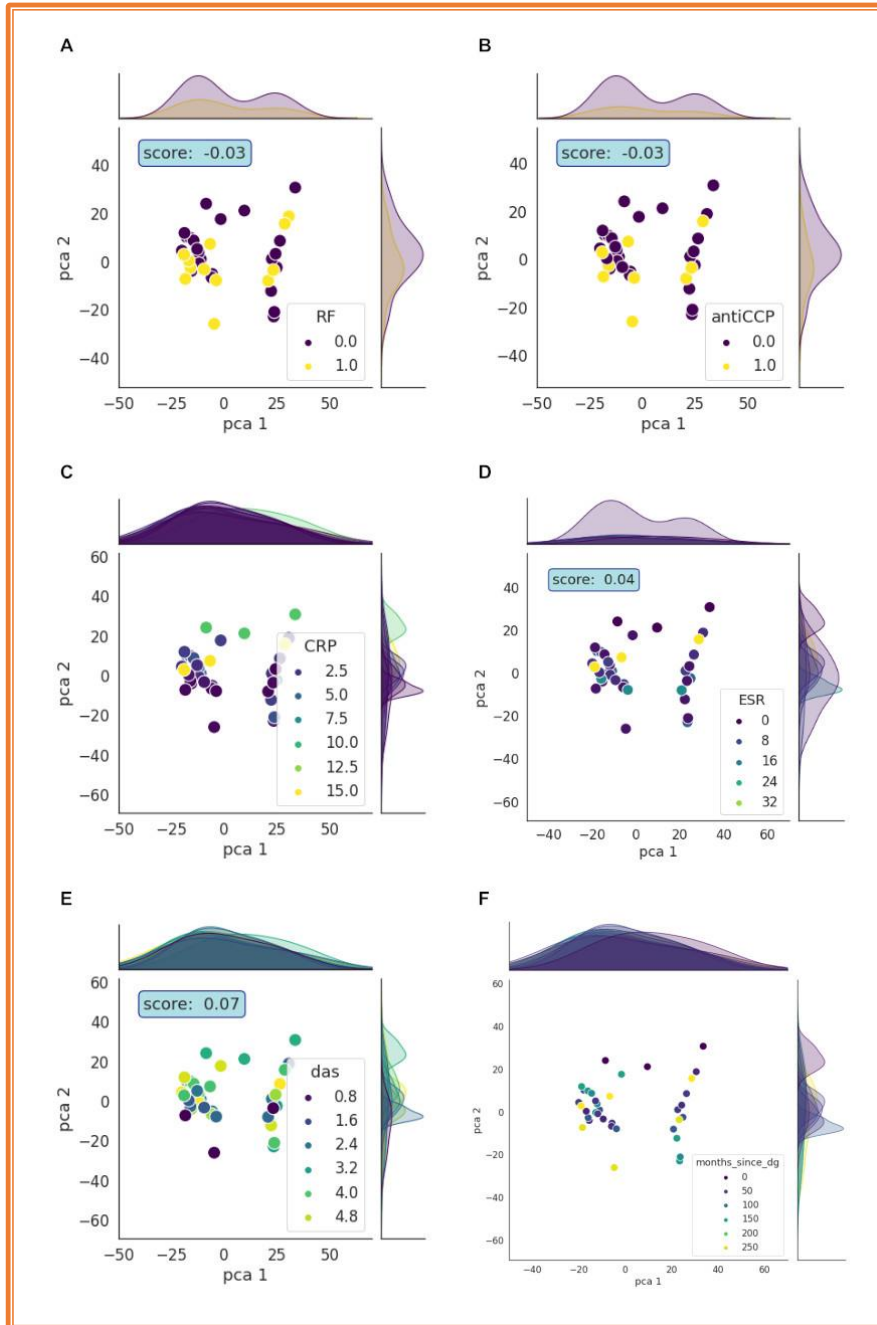 A
score: -0.03
40
20
0
−20
−40
pca 2
RF
0.0
1.0
−50 −25 0 25 50
pca 1
B
score: -0.03
40
20
0
−20
−40
pca 2
antiCCP
0.0
1.0
−50 −25 0 25 50
pca 1
C
60
40
20
0
−20
−40
−60
pca 2
CRP
2.5
5.0
7.5
10.0
12.5
15.0
−50 −25 0 25 50
pca 1
D
score: 0.04
40
20
0
−20
−40
−60
pca 2
ESR
0
8
16
24
32
−40 −20 0 20 40 60
pca 1
E
score: 0.07
60
40
20
0
−20
−40
−60
pca 2
das
0.8
1.6
2.4
3.2
4.0
4.8
−50 −25 0 25 50
pca 1
F
60
40
20
0
−20
−40
−60
pca 2
months_since_dg
0
50
100
150
200
250
−40 −20 0 20 40 60
pca 1